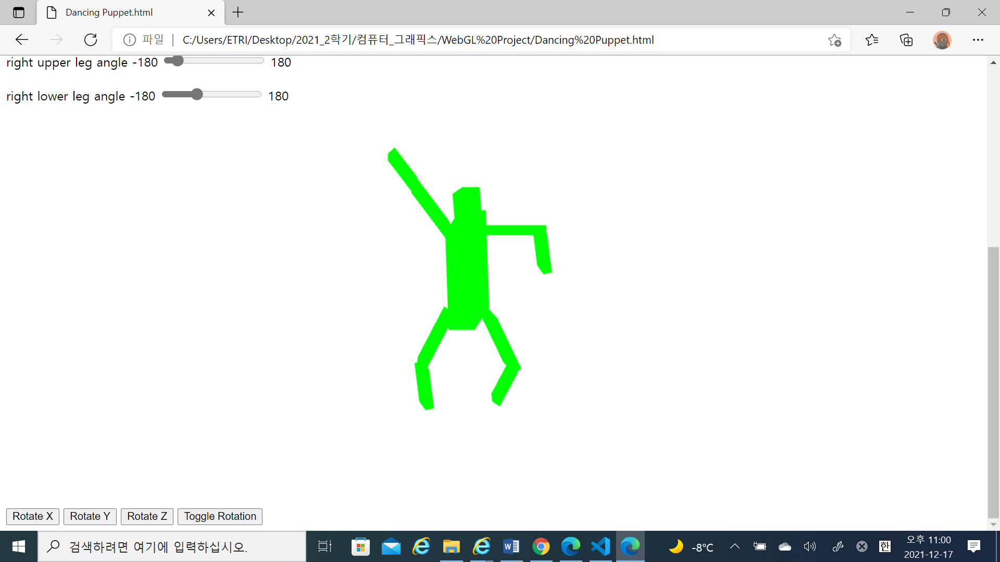 Dancing Puppet.html
파일 C:/Users/ETRI/Desktop/2021_2학기/컴퓨터_그래픽스/WebGL%20Project/Dancing%20Puppet.html
right upper leg angle -180 180
right lower leg angle -180 180
Rotate X Rotate Y Rotate Z Toggle Rotation
검색하려면 여기에 입력하십시오.
-8°C
한
오후 11:00
2021-12-17